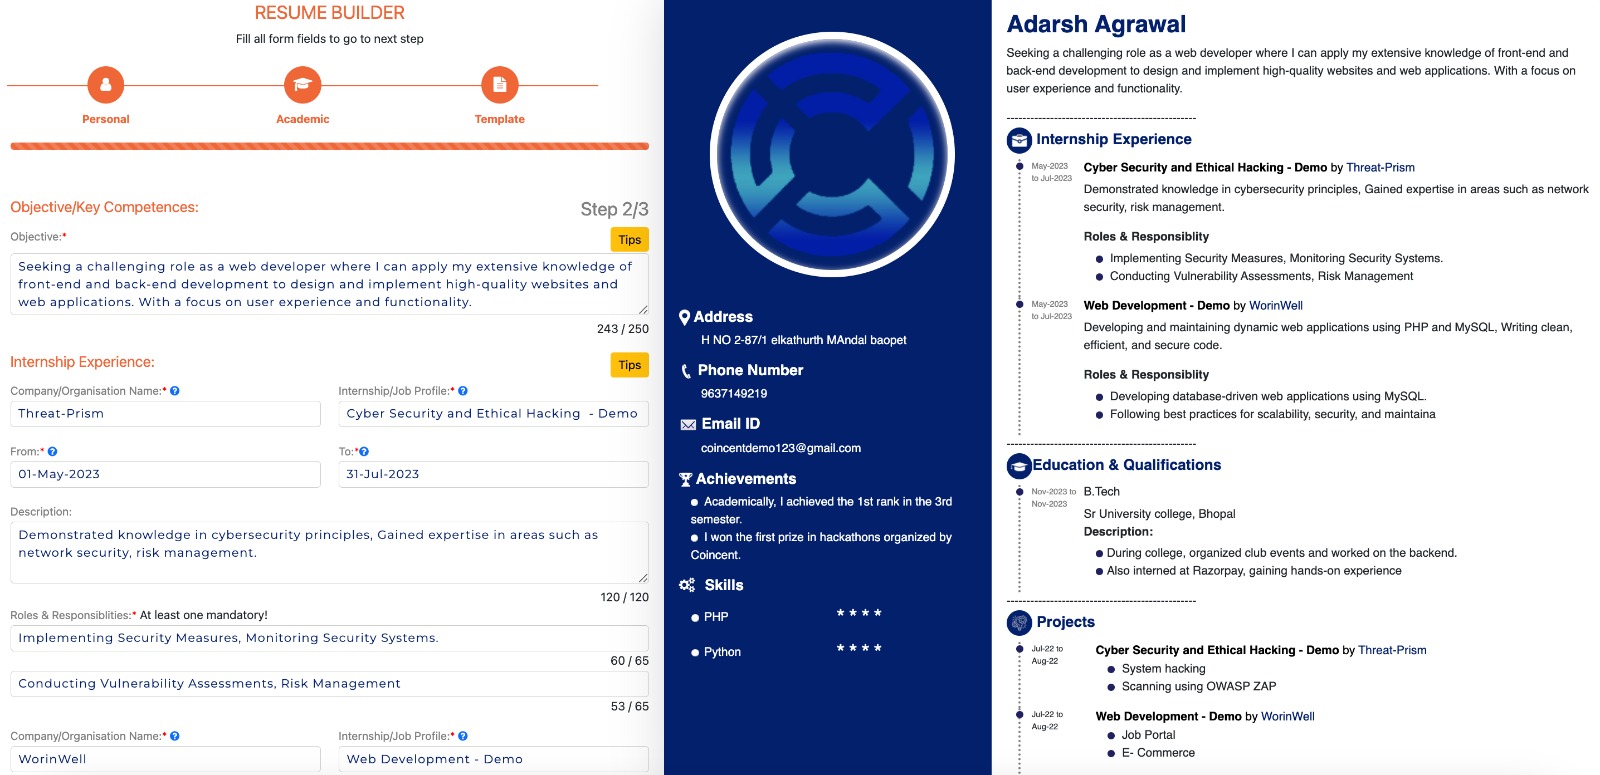 RESUME BUILDER
Fill all form fields to go to next step
Personal
Academic
Template
Objective/Key Competences:
Step 2/3
Objective:*
Tips
Seeking a challenging role as a web developer where I can apply my extensive knowledge of
front-end and back-end development to design and implement high-quality websites and
web applications. With a focus on user experience and functionality.
243 / 250
Internship Experience:
Tips
Company/Organisation Name:* ?
Internship/Job Profile:* ?
Threat-Prism
Cyber Security and Ethical Hacking - Demo
From:* ?
To:*?
01-May-2023
31-Jul-2023
Description:
Demonstrated knowledge in cybersecurity principles, Gained expertise in areas such as
network security, risk management.
120 / 120
Roles & Responsiblities:* At least one mandatory!
Implementing Security Measures, Monitoring Security Systems.
60 / 65
Conducting Vulnerability Assessments, Risk Management
53 / 65
Company/Organisation Name:* ?
Internship/Job Profile:* ?
WorinWell
Web Development - Demo
Address
H NO 2-87/1 elkathurth MAndal baopet
Phone Number
9637149219
Email ID
coincentdemo123@gmail.com
Achievements
● Academically, I achieved the 1st rank in the 3rd
semester.
● I won the first prize in hackathons organized by
Coincent.
Skills
● PHP * * * *
● Python * * * *
Adarsh Agrawal
Seeking a challenging role as a web developer where I can apply my extensive knowledge of front-end and
back-end development to design and implement high-quality websites and web applications. With a focus on
user experience and functionality.
Internship Experience
May-2023
to Jul-2023
Cyber Security and Ethical Hacking - Demo by Threat-Prism
Demonstrated knowledge in cybersecurity principles, Gained expertise in areas such as network
security, risk management.
Roles & Responsiblity
● Implementing Security Measures, Monitoring Security Systems.
● Conducting Vulnerability Assessments, Risk Management
May-2023
to Jul-2023
Web Development - Demo by WorinWell
Developing and maintaining dynamic web applications using PHP and MySQL, Writing clean,
efficient, and secure code.
Roles & Responsiblity
● Developing database-driven web applications using MySQL.
● Following best practices for scalability, security, and maintaina
Education & Qualifications
Nov-2023 to
Nov-2023
B.Tech
Sr University college, Bhopal
Description:
● During college, organized club events and worked on the backend.
● Also interned at Razorpay, gaining hands-on experience
Projects
Jul-22 to
Aug-22
Cyber Security and Ethical Hacking - Demo by Threat-Prism
● System hacking
● Scanning using OWASP ZAP
Jul-22 to
Aug-22
Web Development - Demo by WorinWell
● Job Portal
● E- Commerce